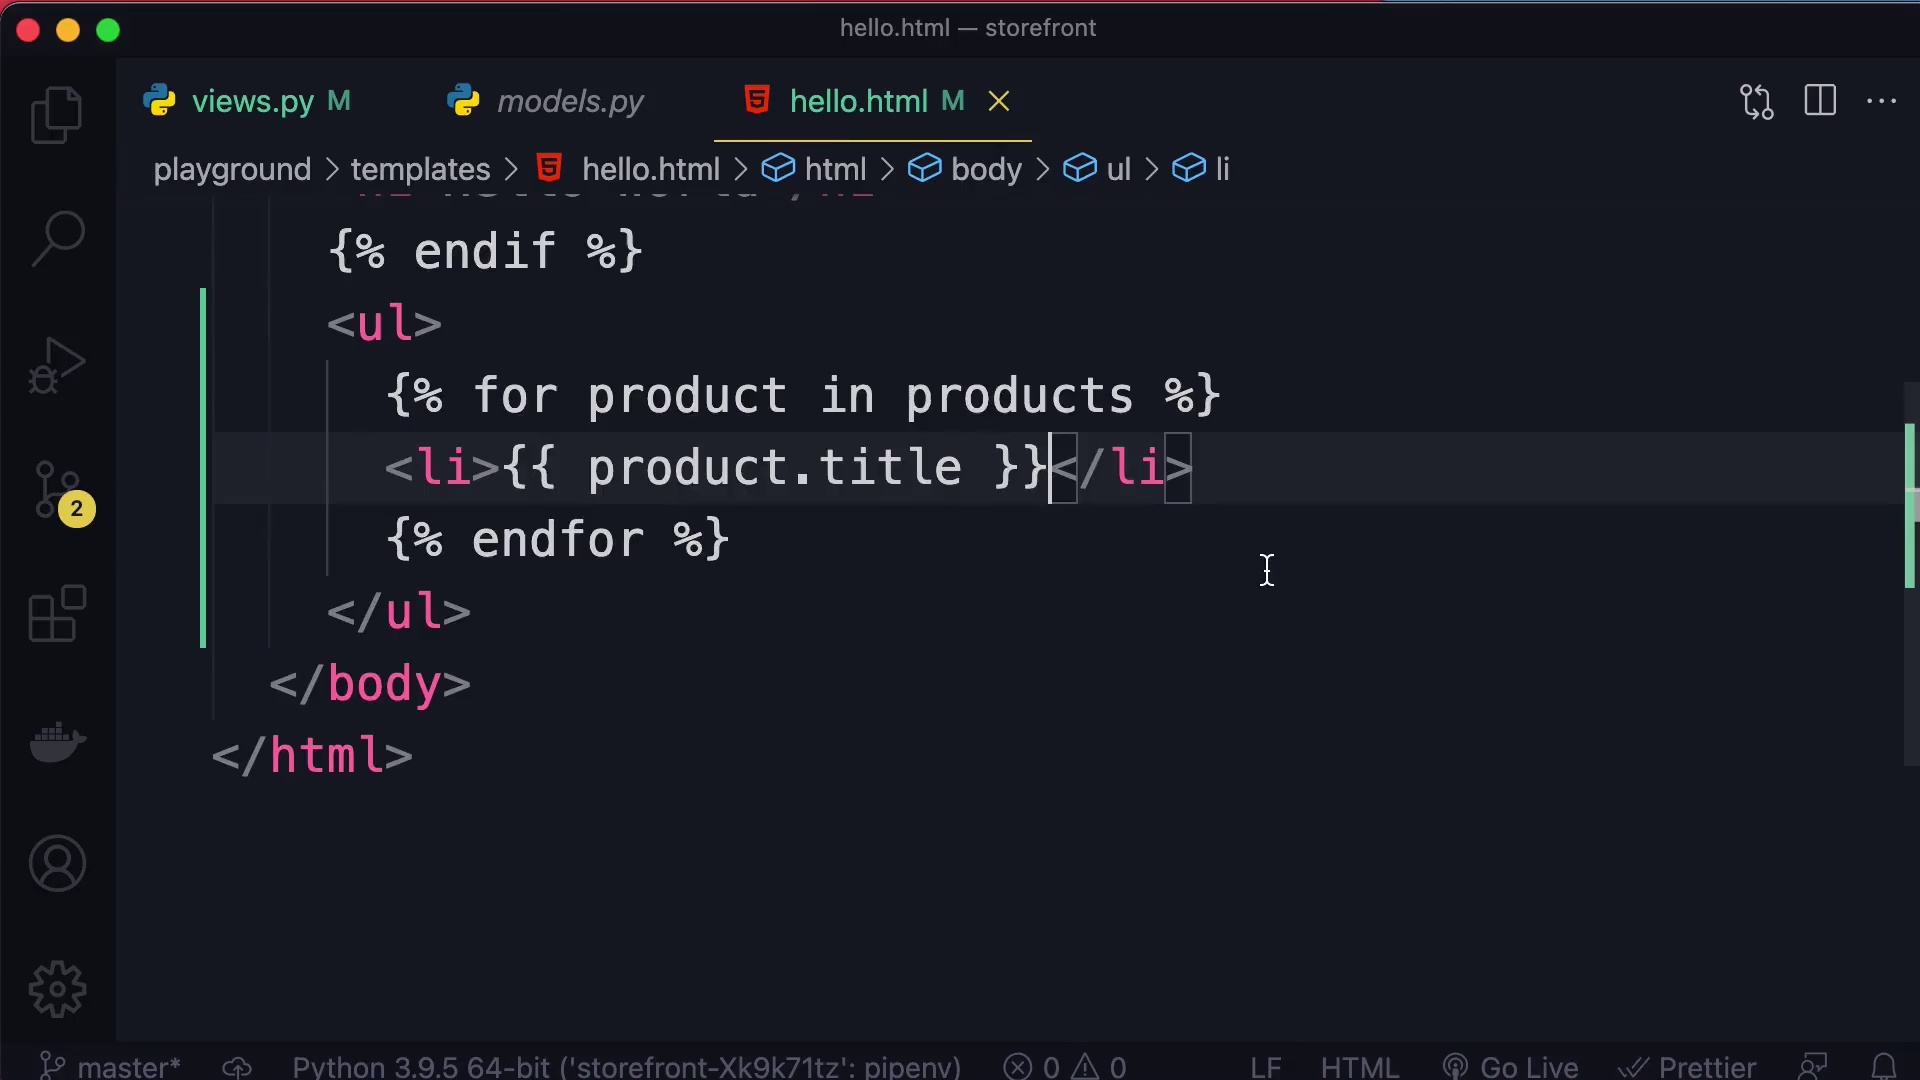 hello.html — storefront
views.py M models.py hello.html M
playground > templates > hello.html > html > body > ul > li
{% endif %}
<ul>
{% for product in products %}
<li>{{ product.title }}</li>
{% endfor %}
</ul>
</body>
</html>
2
master* Python 3.9.5 64-bit ('storefront-Xk9k71tz': pipenv) 0 0 LF HTML Go Live Prettier